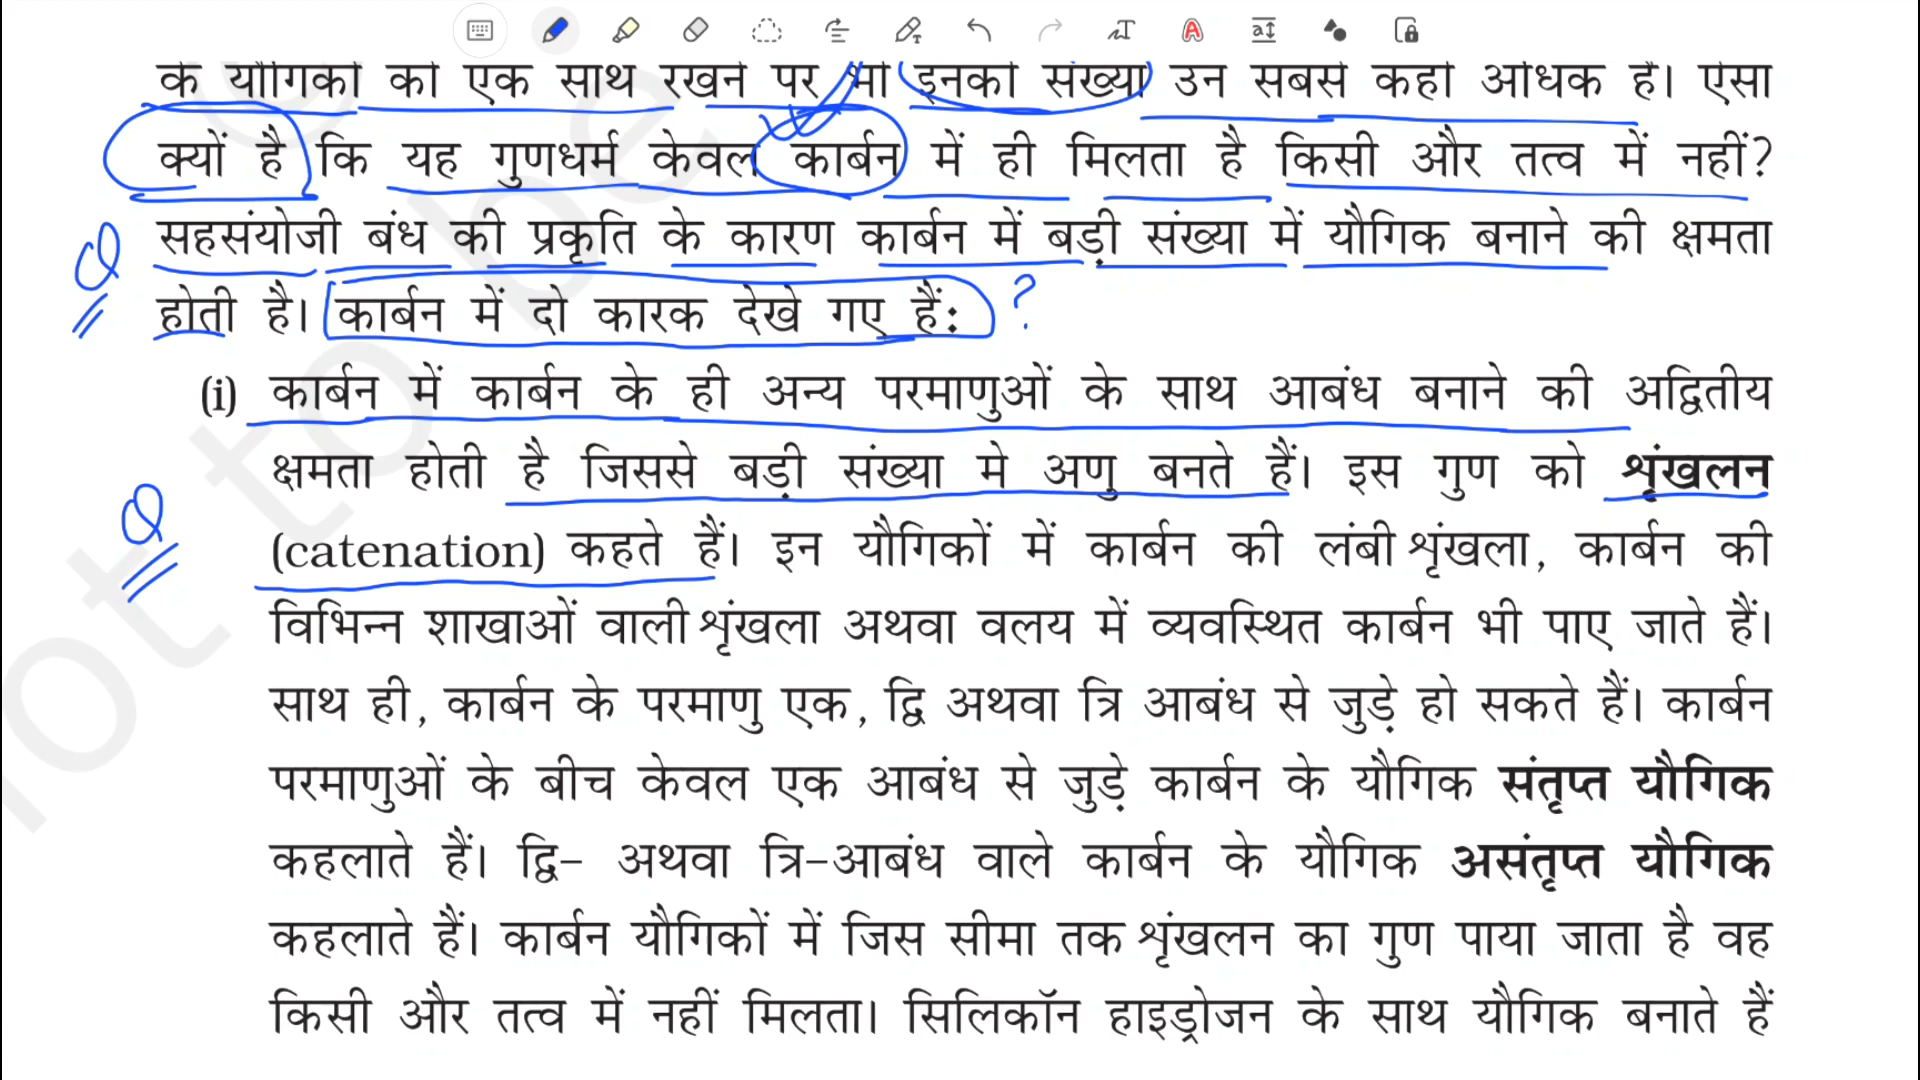 के यौगिकों को एक साथ रखने पर भी इनकी संख्या उन सबसे कहीं अधिक है। ऐसा
क्यों है कि यह गुणधर्म केवल कार्बन में ही मिलता है किसी और तत्व में नहीं?
सहसंयोजी बंध की प्रकृति के कारण कार्बन में बड़ी संख्या में यौगिक बनाने की क्षमता
Q
होती है। कार्बन में दो कारक देखे गए हैं: ?
(i) कार्बन में कार्बन के ही अन्य परमाणुओं के साथ आबंध बनाने की अद्वितीय
क्षमता होती है जिससे बड़ी संख्या मे अणु बनते हैं। इस गुण को शृंखलन
Q
(catenation) कहते हैं। इन यौगिकों में कार्बन की लंबी शृंखला, कार्बन की
विभिन्न शाखाओं वाली शृंखला अथवा वलय में व्यवस्थित कार्बन भी पाए जाते हैं।
साथ ही, कार्बन के परमाणु एक, द्वि अथवा त्रि आबंध से जुड़े हो सकते हैं। कार्बन
परमाणुओं के बीच केवल एक आबंध से जुड़े कार्बन के यौगिक संतृप्त यौगिक
कहलाते हैं। द्वि– अथवा त्रि–आबंध वाले कार्बन के यौगिक असंतृप्त यौगिक
कहलाते हैं। कार्बन यौगिकों में जिस सीमा तक शृंखलन का गुण पाया जाता है वह
किसी और तत्व में नहीं मिलता। सिलिकॉन हाइड्रोजन के साथ यौगिक बनाते हैं
not to be